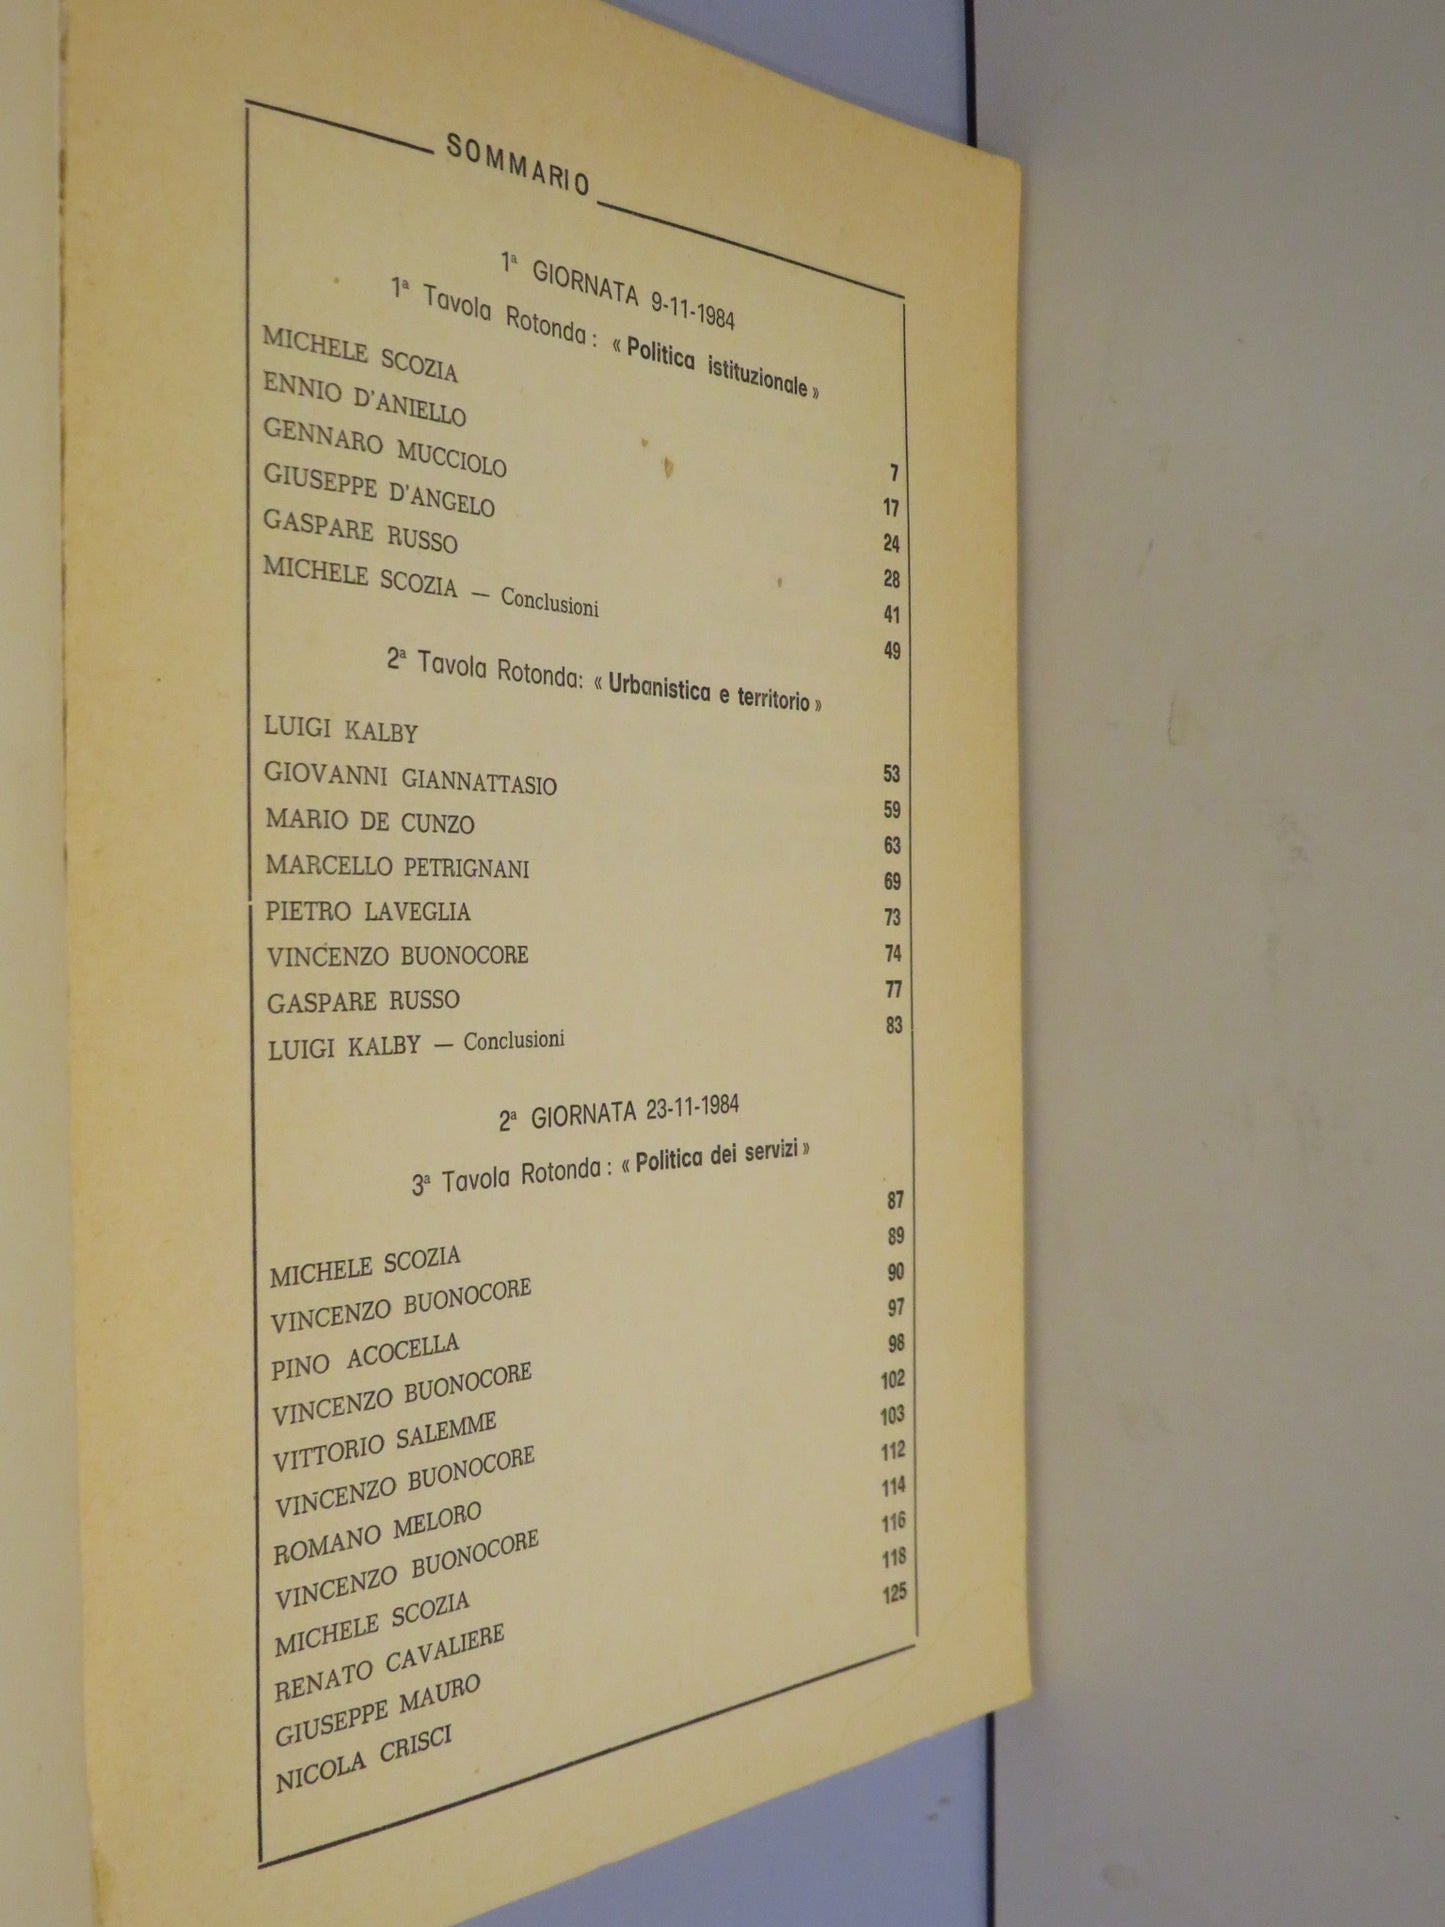 SOMMARIO
1ª GIORNATA 9-11-1984
1ª Tavola Rotonda: « Politica istituzionale »
MICHELE SCOZIA 7
ENNIO D'ANIELLO 17
GENNARO MUCCIOLO 24
GIUSEPPE D'ANGELO 28
GASPARE RUSSO 41
MICHELE SCOZIA — Conclusioni 49
2ª Tavola Rotonda: « Urbanistica e territorio »
LUIGI KALBY 53
GIOVANNI GIANNATTASIO 59
MARIO DE CUNZO 63
MARCELLO PETRIGNANI 69
PIETRO LAVEGLIA 73
VINCENZO BUONOCORE 74
GASPARE RUSSO 77
LUIGI KALBY — Conclusioni 83
2ª GIORNATA 23-11-1984
3ª Tavola Rotonda: « Politica dei servizi »
MICHELE SCOZIA 87
VINCENZO BUONOCORE 89
PINO ACOCELLA 90
VINCENZO BUONOCORE 97
VITTORIO SALEMME 98
VINCENZO BUONOCORE 102
ROMANO MELORO 103
VINCENZO BUONOCORE 112
MICHELE SCOZIA 114
RENATO CAVALIERE 116
GIUSEPPE MAURO 118
NICOLA CRISCI 125